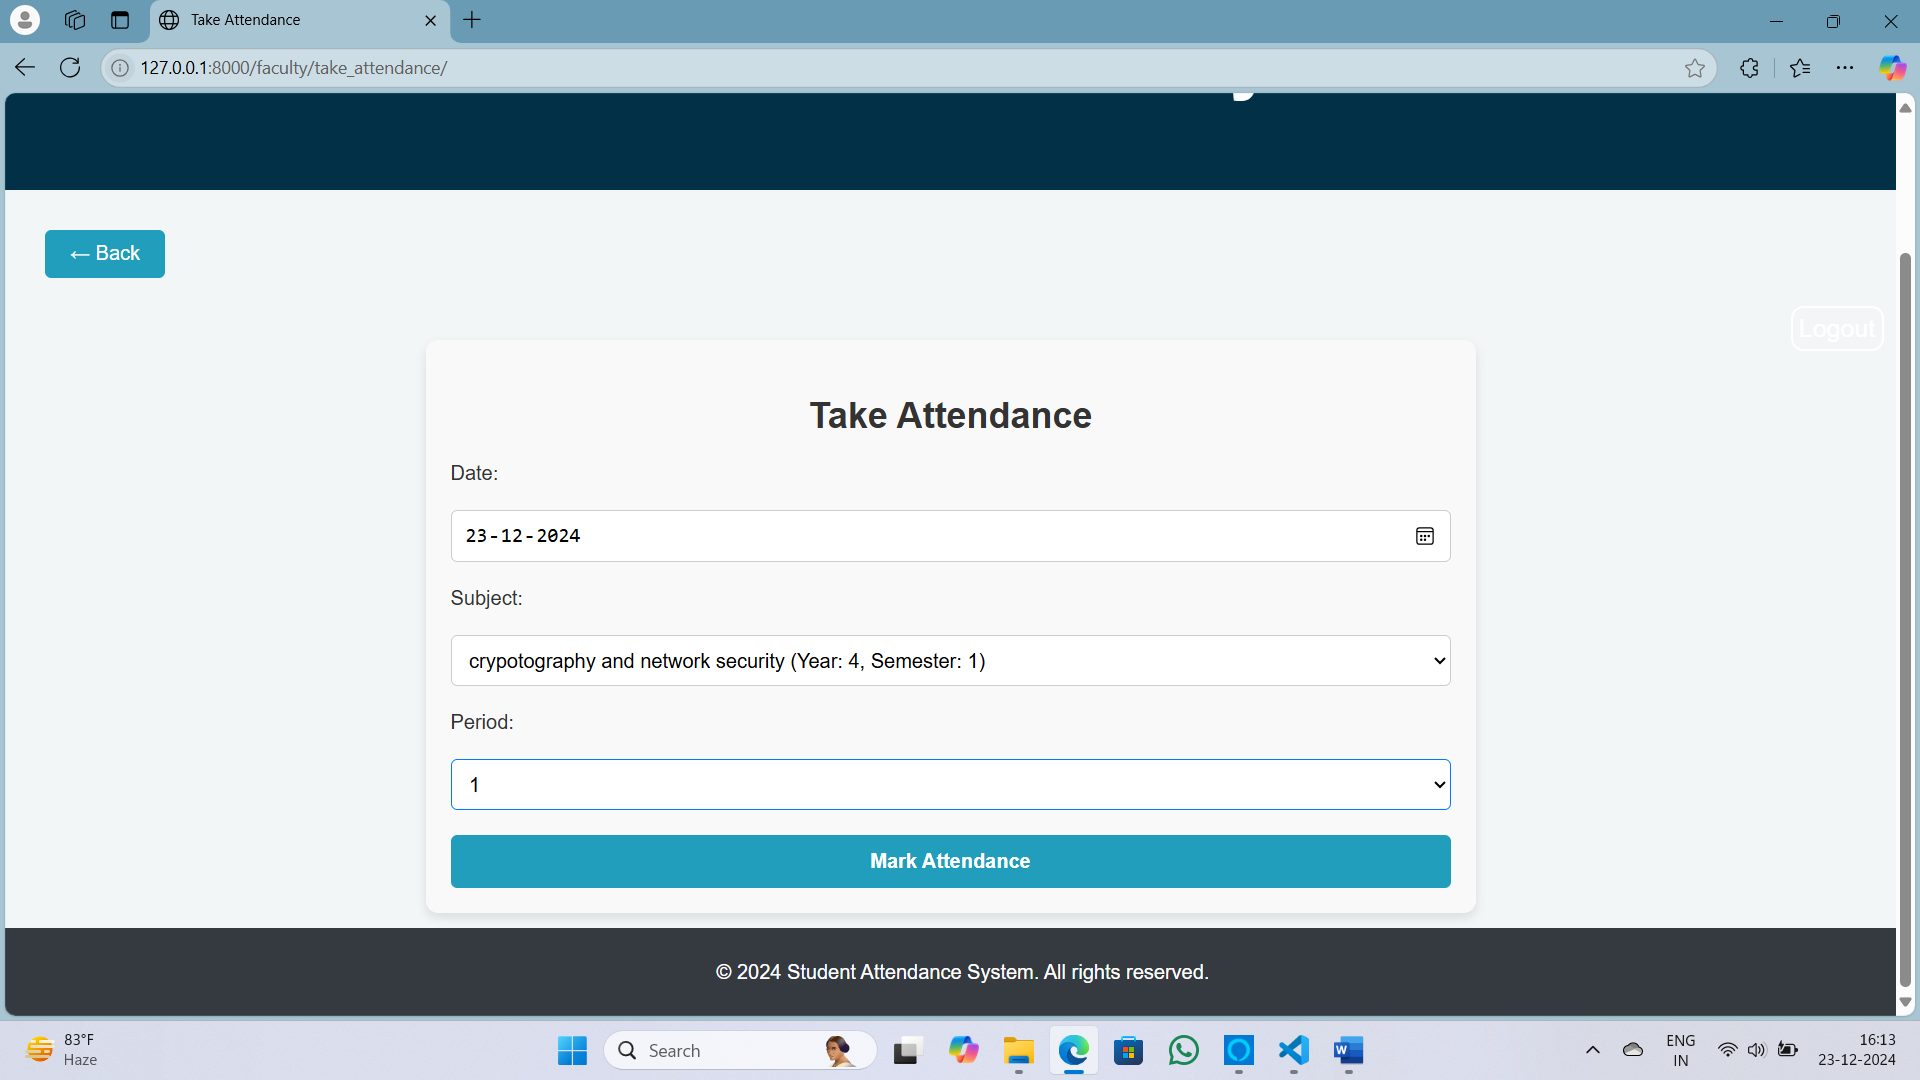 Take Attendance
127.0.0.1:8000/faculty/take_attendance/
← Back
Logout
Take Attendance
Date:
23-12-2024
Subject:
crypotography and network security (Year: 4, Semester: 1)
Period:
1
Mark Attendance
© 2024 Student Attendance System. All rights reserved.
83°F
Haze
Search
W
ENG
IN
16:13
23-12-2024